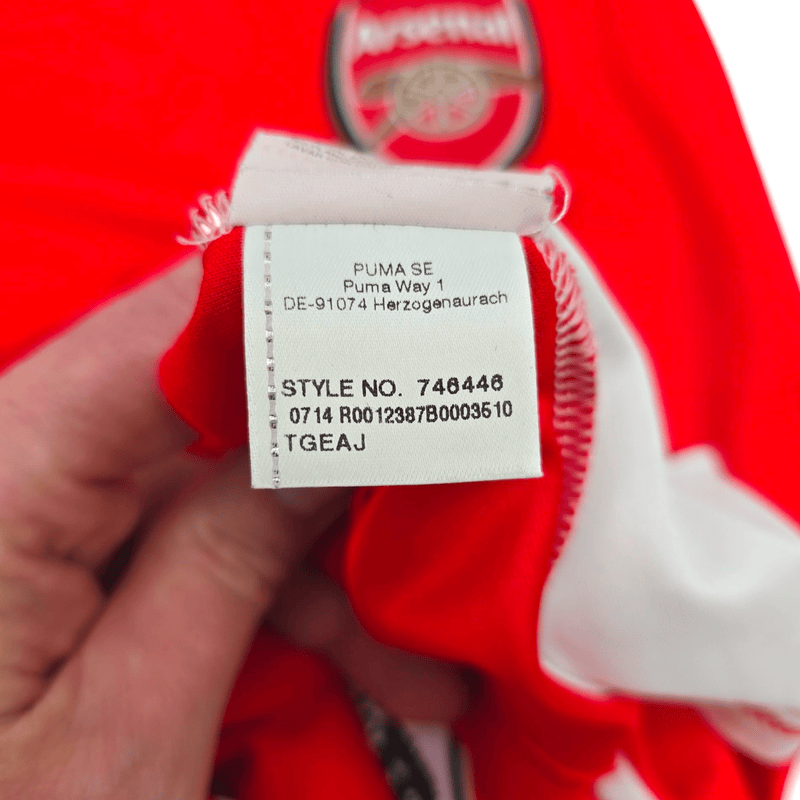 Arsenal
PUMA SE
Puma Way 1
DE-91074 Herzogenaurach
STYLE NO. 746446
0714 R0012387B0003510
TGEAJ